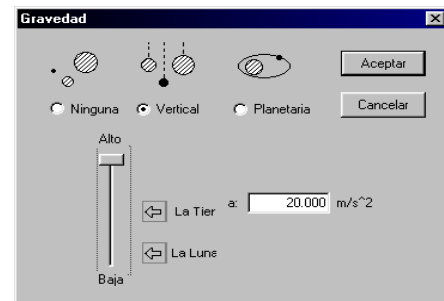 Gravedad
Aceptar
Ninguna Vertical Planetaria
Cancelar
Alto
La Tier a: 20.000 m/s^2
La Luna
Baja